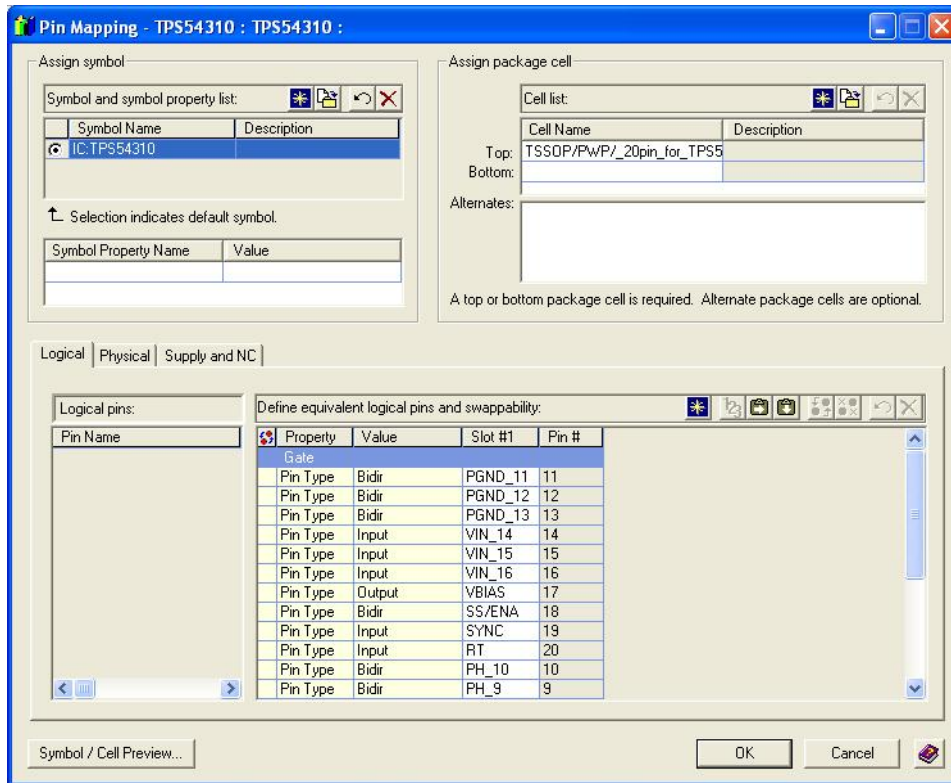 Pin Mapping - TPS54310 : TPS54310 :
Assign symbol
Symbol and symbol property list:
Symbol Name Description
IC:TPS54310
Selection indicates default symbol.
Symbol Property Name Value
Assign package cell
Cell list:
Cell Name Description
Top: TSSOP/PWP/_20pin_for_TPS5
Bottom:
Alternates:
A top or bottom package cell is required. Alternate package cells are optional.
Logical Physical Supply and NC
Logical pins:
Pin Name
Define equivalent logical pins and swappability:
Property Value Slot #1 Pin #
Gate
Pin Type Bidir PGND_11 11
Pin Type Bidir PGND_12 12
Pin Type Bidir PGND_13 13
Pin Type Input VIN_14 14
Pin Type Input VIN_15 15
Pin Type Input VIN_16 16
Pin Type Output VBIAS 17
Pin Type Bidir SS/ENA 18
Pin Type Input SYNC 19
Pin Type Input RT 20
Pin Type Bidir PH_10 10
Pin Type Bidir PH_9 9
Symbol / Cell Preview... OK Cancel